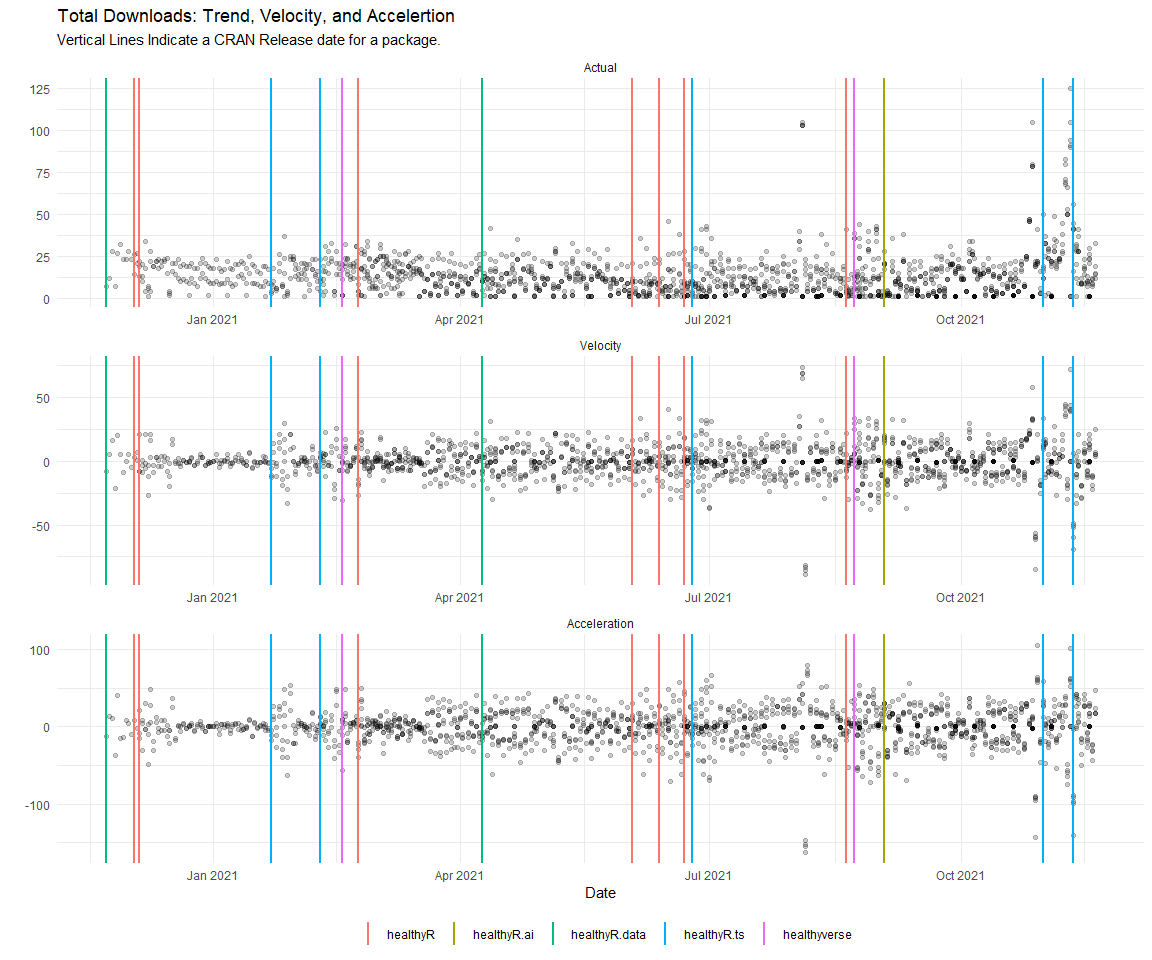 Total Downloads: Trend, Velocity, and Accelertion
Vertical Lines Indicate a CRAN Release date for a package.
Actual
125
100
75
50
25
0
Jan 2021 Apr 2021 Jul 2021 Oct 2021
Velocity
50
0
-50
Jan 2021 Apr 2021 Jul 2021 Oct 2021
Acceleration
100
0
-100
Jan 2021 Apr 2021 Jul 2021 Oct 2021
Date
healthyR healthyR.ai healthyR.data healthyR.ts healthyverse